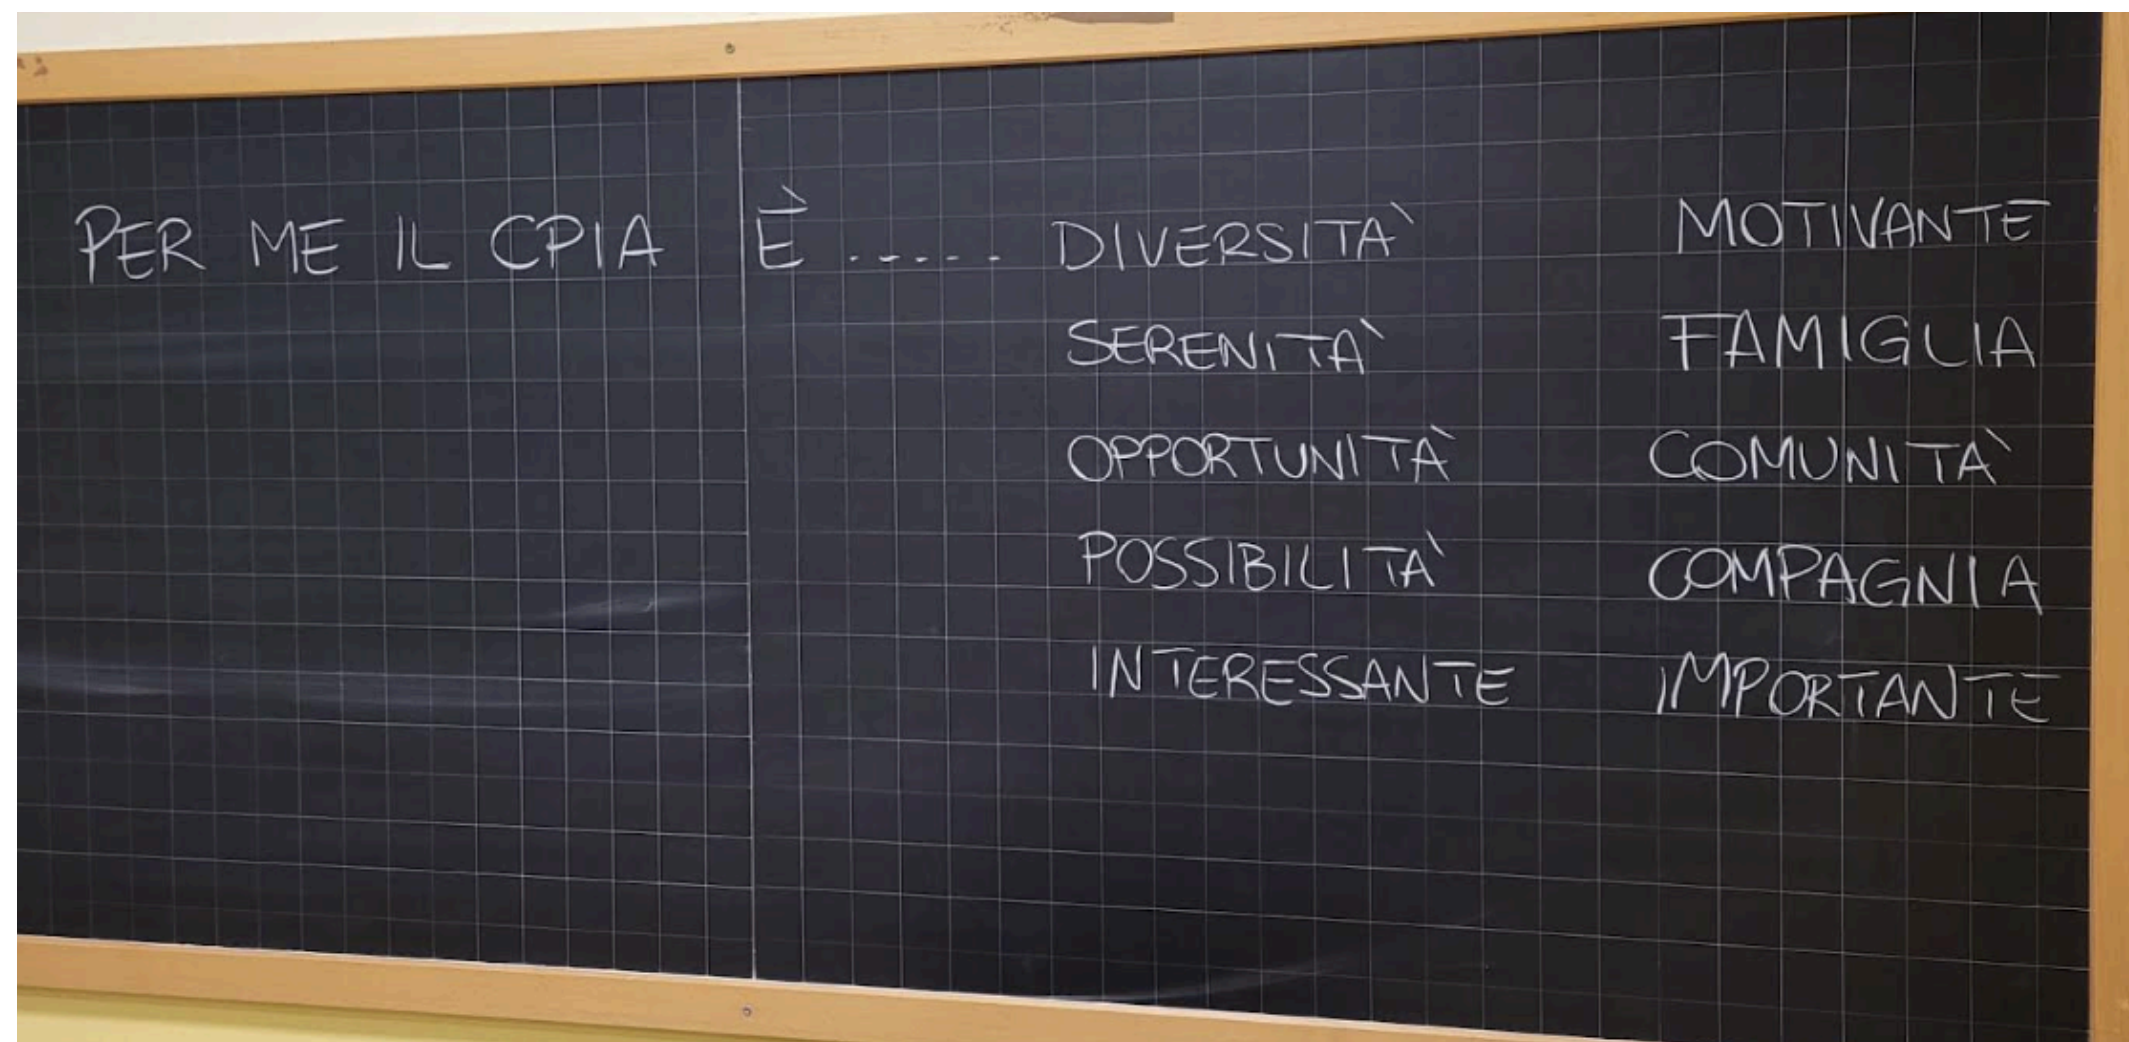 PER ME IL CPIA È ..... DIVERSITÀ MOTIVANTE
SERENITÀ FAMIGLIA
OPPORTUNITÀ COMUNITÀ
POSSIBILITÀ COMPAGNIA
INTERESSANTE IMPORTANTE